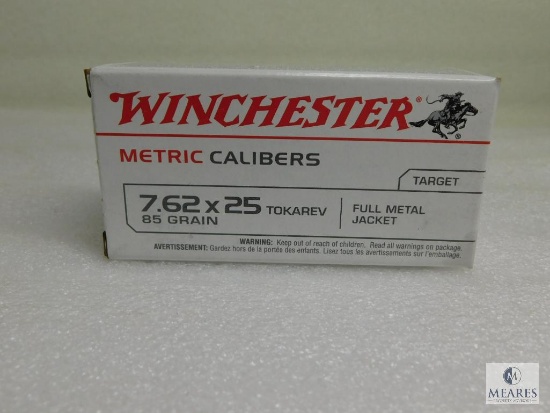 WINCHESTER®
METRIC CALIBERS
TARGET
7.62 x 25 TOKAREV
85 GRAIN
FULL METAL
JACKET
WARNING: Keep out of reach of children. Read all warnings on package.
AVERTISSEMENT: Gardez hors de la portée des enfants. Lisez tous les avertissements sur l'emballage.
M
MEARES